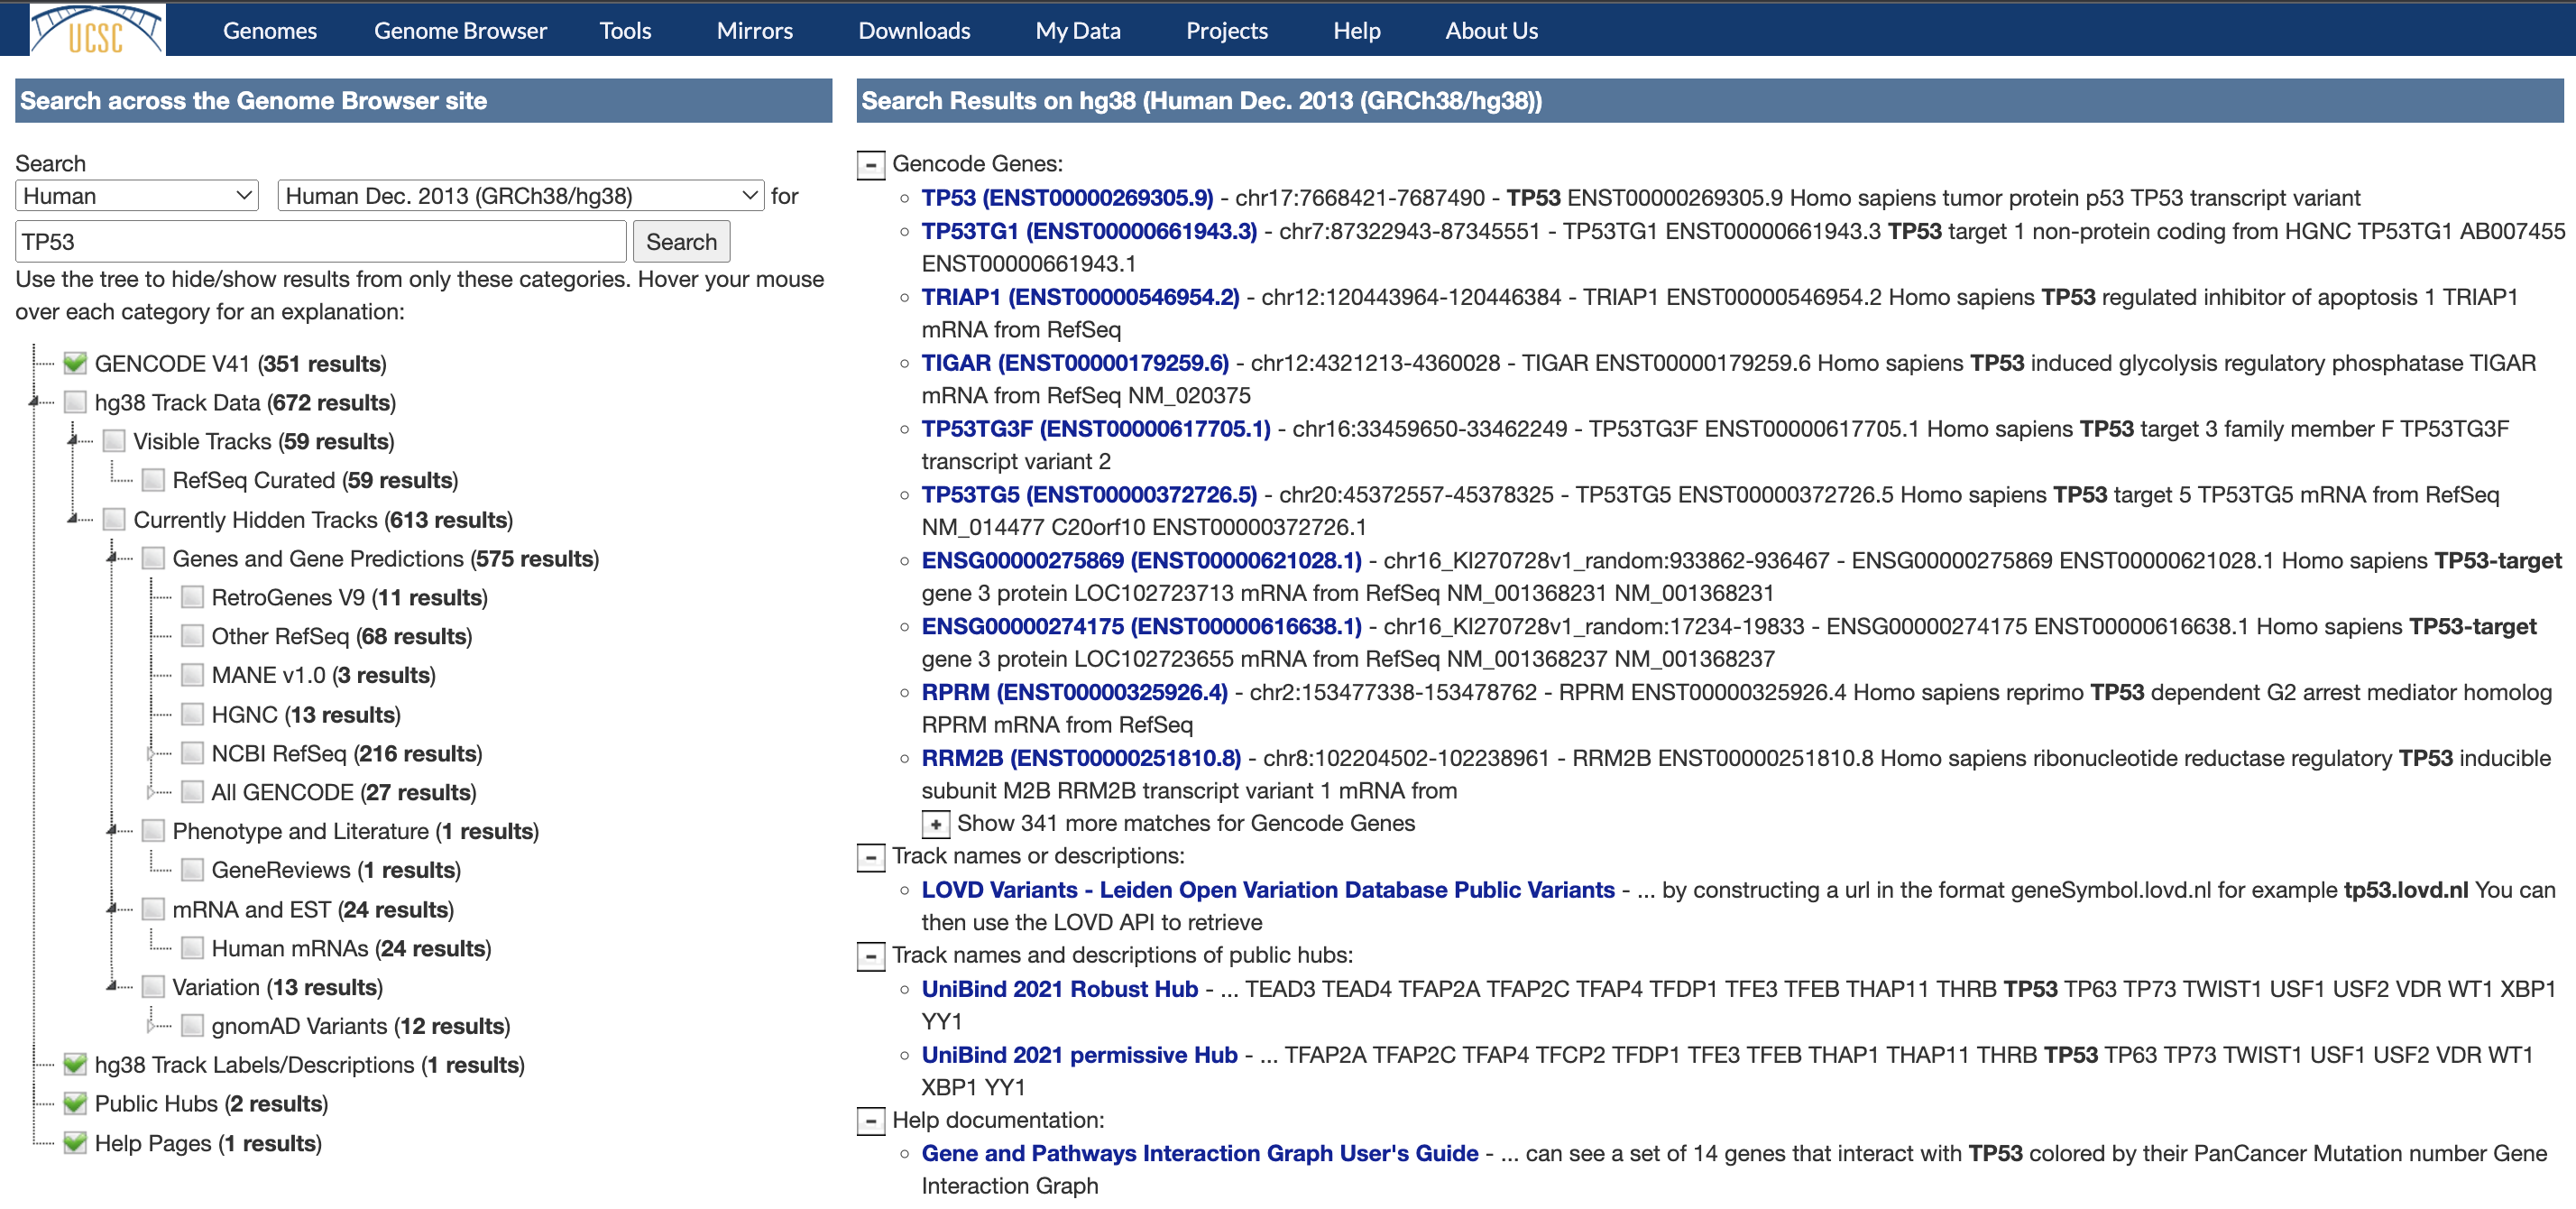 UCSC
Genomes Genome Browser Tools Mirrors Downloads My Data Projects Help About Us
Search across the Genome Browser site
Search
Human Human Dec. 2013 (GRCh38/hg38) for
TP53 Search
Use the tree to hide/show results from only these categories. Hover your mouse
over each category for an explanation:
GENCODE V41 (351 results)
hg38 Track Data (672 results)
Visible Tracks (59 results)
RefSeq Curated (59 results)
Currently Hidden Tracks (613 results)
Genes and Gene Predictions (575 results)
RetroGenes V9 (11 results)
Other RefSeq (68 results)
MANE v1.0 (3 results)
HGNC (13 results)
NCBI RefSeq (216 results)
All GENCODE (27 results)
Phenotype and Literature (1 results)
GeneReviews (1 results)
mRNA and EST (24 results)
Human mRNAs (24 results)
Variation (13 results)
gnomAD Variants (12 results)
hg38 Track Labels/Descriptions (1 results)
Public Hubs (2 results)
Help Pages (1 results)
Search Results on hg38 (Human Dec. 2013 (GRCh38/hg38))
Gencode Genes:
TP53 (ENST00000269305.9) - chr17:7668421-7687490 - TP53 ENST00000269305.9 Homo sapiens tumor protein p53 TP53 transcript variant
TP53TG1 (ENST00000661943.3) - chr7:87322943-87345551 - TP53TG1 ENST00000661943.3 TP53 target 1 non-protein coding from HGNC TP53TG1 AB007455
ENST00000661943.1
TRIAP1 (ENST00000546954.2) - chr12:120443964-120446384 - TRIAP1 ENST00000546954.2 Homo sapiens TP53 regulated inhibitor of apoptosis 1 TRIAP1
mRNA from RefSeq
TIGAR (ENST00000179259.6) - chr12:4321213-4360028 - TIGAR ENST00000179259.6 Homo sapiens TP53 induced glycolysis regulatory phosphatase TIGAR
mRNA from RefSeq NM_020375
TP53TG3F (ENST00000617705.1) - chr16:33459650-33462249 - TP53TG3F ENST00000617705.1 Homo sapiens TP53 target 3 family member F TP53TG3F
transcript variant 2
TP53TG5 (ENST00000372726.5) - chr20:45372557-45378325 - TP53TG5 ENST00000372726.5 Homo sapiens TP53 target 5 TP53TG5 mRNA from RefSeq
NM_014477 C20orf10 ENST00000372726.1
ENSG00000275869 (ENST00000621028.1) - chr16_KI270728v1_random:933862-936467 - ENSG00000275869 ENST00000621028.1 Homo sapiens TP53-target
gene 3 protein LOC102723713 mRNA from RefSeq NM_001368231 NM_001368231
ENSG00000274175 (ENST00000616638.1) - chr16_KI270728v1_random:17234-19833 - ENSG00000274175 ENST00000616638.1 Homo sapiens TP53-target
gene 3 protein LOC102723655 mRNA from RefSeq NM_001368237 NM_001368237
RPRM (ENST00000325926.4) - chr2:153477338-153478762 - RPRM ENST00000325926.4 Homo sapiens reprimo TP53 dependent G2 arrest mediator homolog
RPRM mRNA from RefSeq
RRM2B (ENST00000251810.8) - chr8:102204502-102238961 - RRM2B ENST00000251810.8 Homo sapiens ribonucleotide reductase regulatory TP53 inducible
subunit M2B RRM2B transcript variant 1 mRNA from
Show 341 more matches for Gencode Genes
Track names or descriptions:
LOVD Variants - Leiden Open Variation Database Public Variants - ... by constructing a url in the format geneSymbol.lovd.nl for example tp53.lovd.nl You can
then use the LOVD API to retrieve
Track names and descriptions of public hubs:
UniBind 2021 Robust Hub - ... TEAD3 TEAD4 TFAP2A TFAP2C TFAP4 TFDP1 TFE3 TFEB THAP11 THRB TP53 TP63 TP73 TWIST1 USF1 USF2 VDR WT1 XBP1
YY1
UniBind 2021 permissive Hub - ... TFAP2A TFAP2C TFAP4 TFCP2 TFDP1 TFE3 TFEB THAP1 THAP11 THRB TP53 TP63 TP73 TWIST1 USF1 USF2 VDR WT1
XBP1 YY1
Help documentation:
Gene and Pathways Interaction Graph User's Guide - ... can see a set of 14 genes that interact with TP53 colored by their PanCancer Mutation number Gene
Interaction Graph